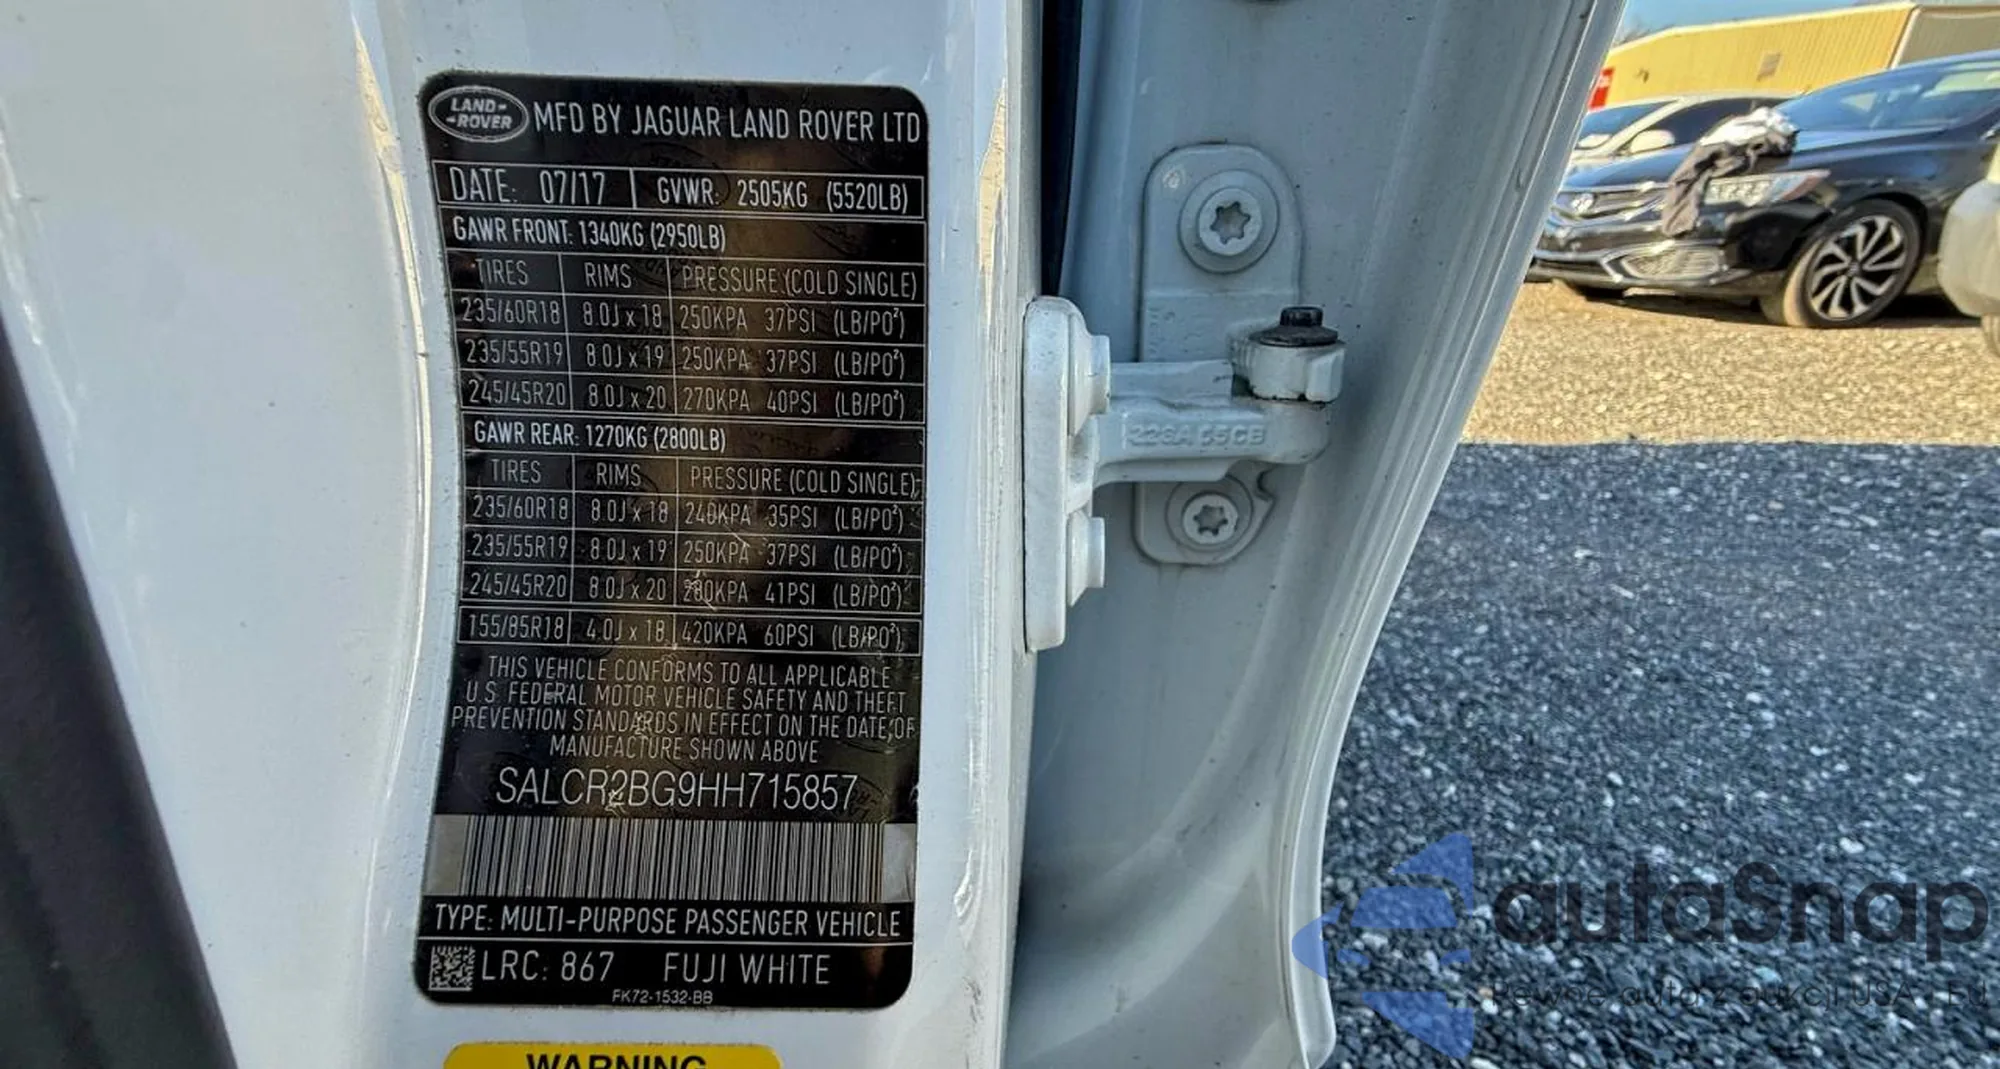 LAND-
-ROVER
MFD BY JAGUAR LAND ROVER LTD
DATE: 07/17 GVWR: 2505KG (5520LB)
GAWR FRONT: 1340KG (2950LB)
TIRES RIMS PRESSURE (COLD SINGLE)
235/60R18 8.0J x 18 250KPA 37PSI (LB/PO²)
235/55R19 8.0J x 19 250KPA 37PSI (LB/PO²)
245/45R20 8.0J x 20 270KPA 40PSI (LB/PO²)
GAWR REAR: 1270KG (2800LB)
TIRES RIMS PRESSURE (COLD SINGLE)
235/60R18 8.0J x 18 240KPA 35PSI (LB/PO²)
235/55R19 8.0J x 19 250KPA 37PSI (LB/PO²)
245/45R20 8.0J x 20 280KPA 41PSI (LB/PO²)
155/85R18 4.0J x 18 420KPA 60PSI (LB/PO²)
THIS VEHICLE CONFORMS TO ALL APPLICABLE
U.S. FEDERAL MOTOR VEHICLE SAFETY AND THEFT
PREVENTION STANDARDS IN EFFECT ON THE DATE OF
MANUFACTURE SHOWN ABOVE
SALCR2BG9HH715857
TYPE: MULTI-PURPOSE PASSENGER VEHICLE
LRC: 867 FUJI WHITE
FK72-1532-BB
WARNING
autoSnap
Pewne auta z aukcji USA i EU